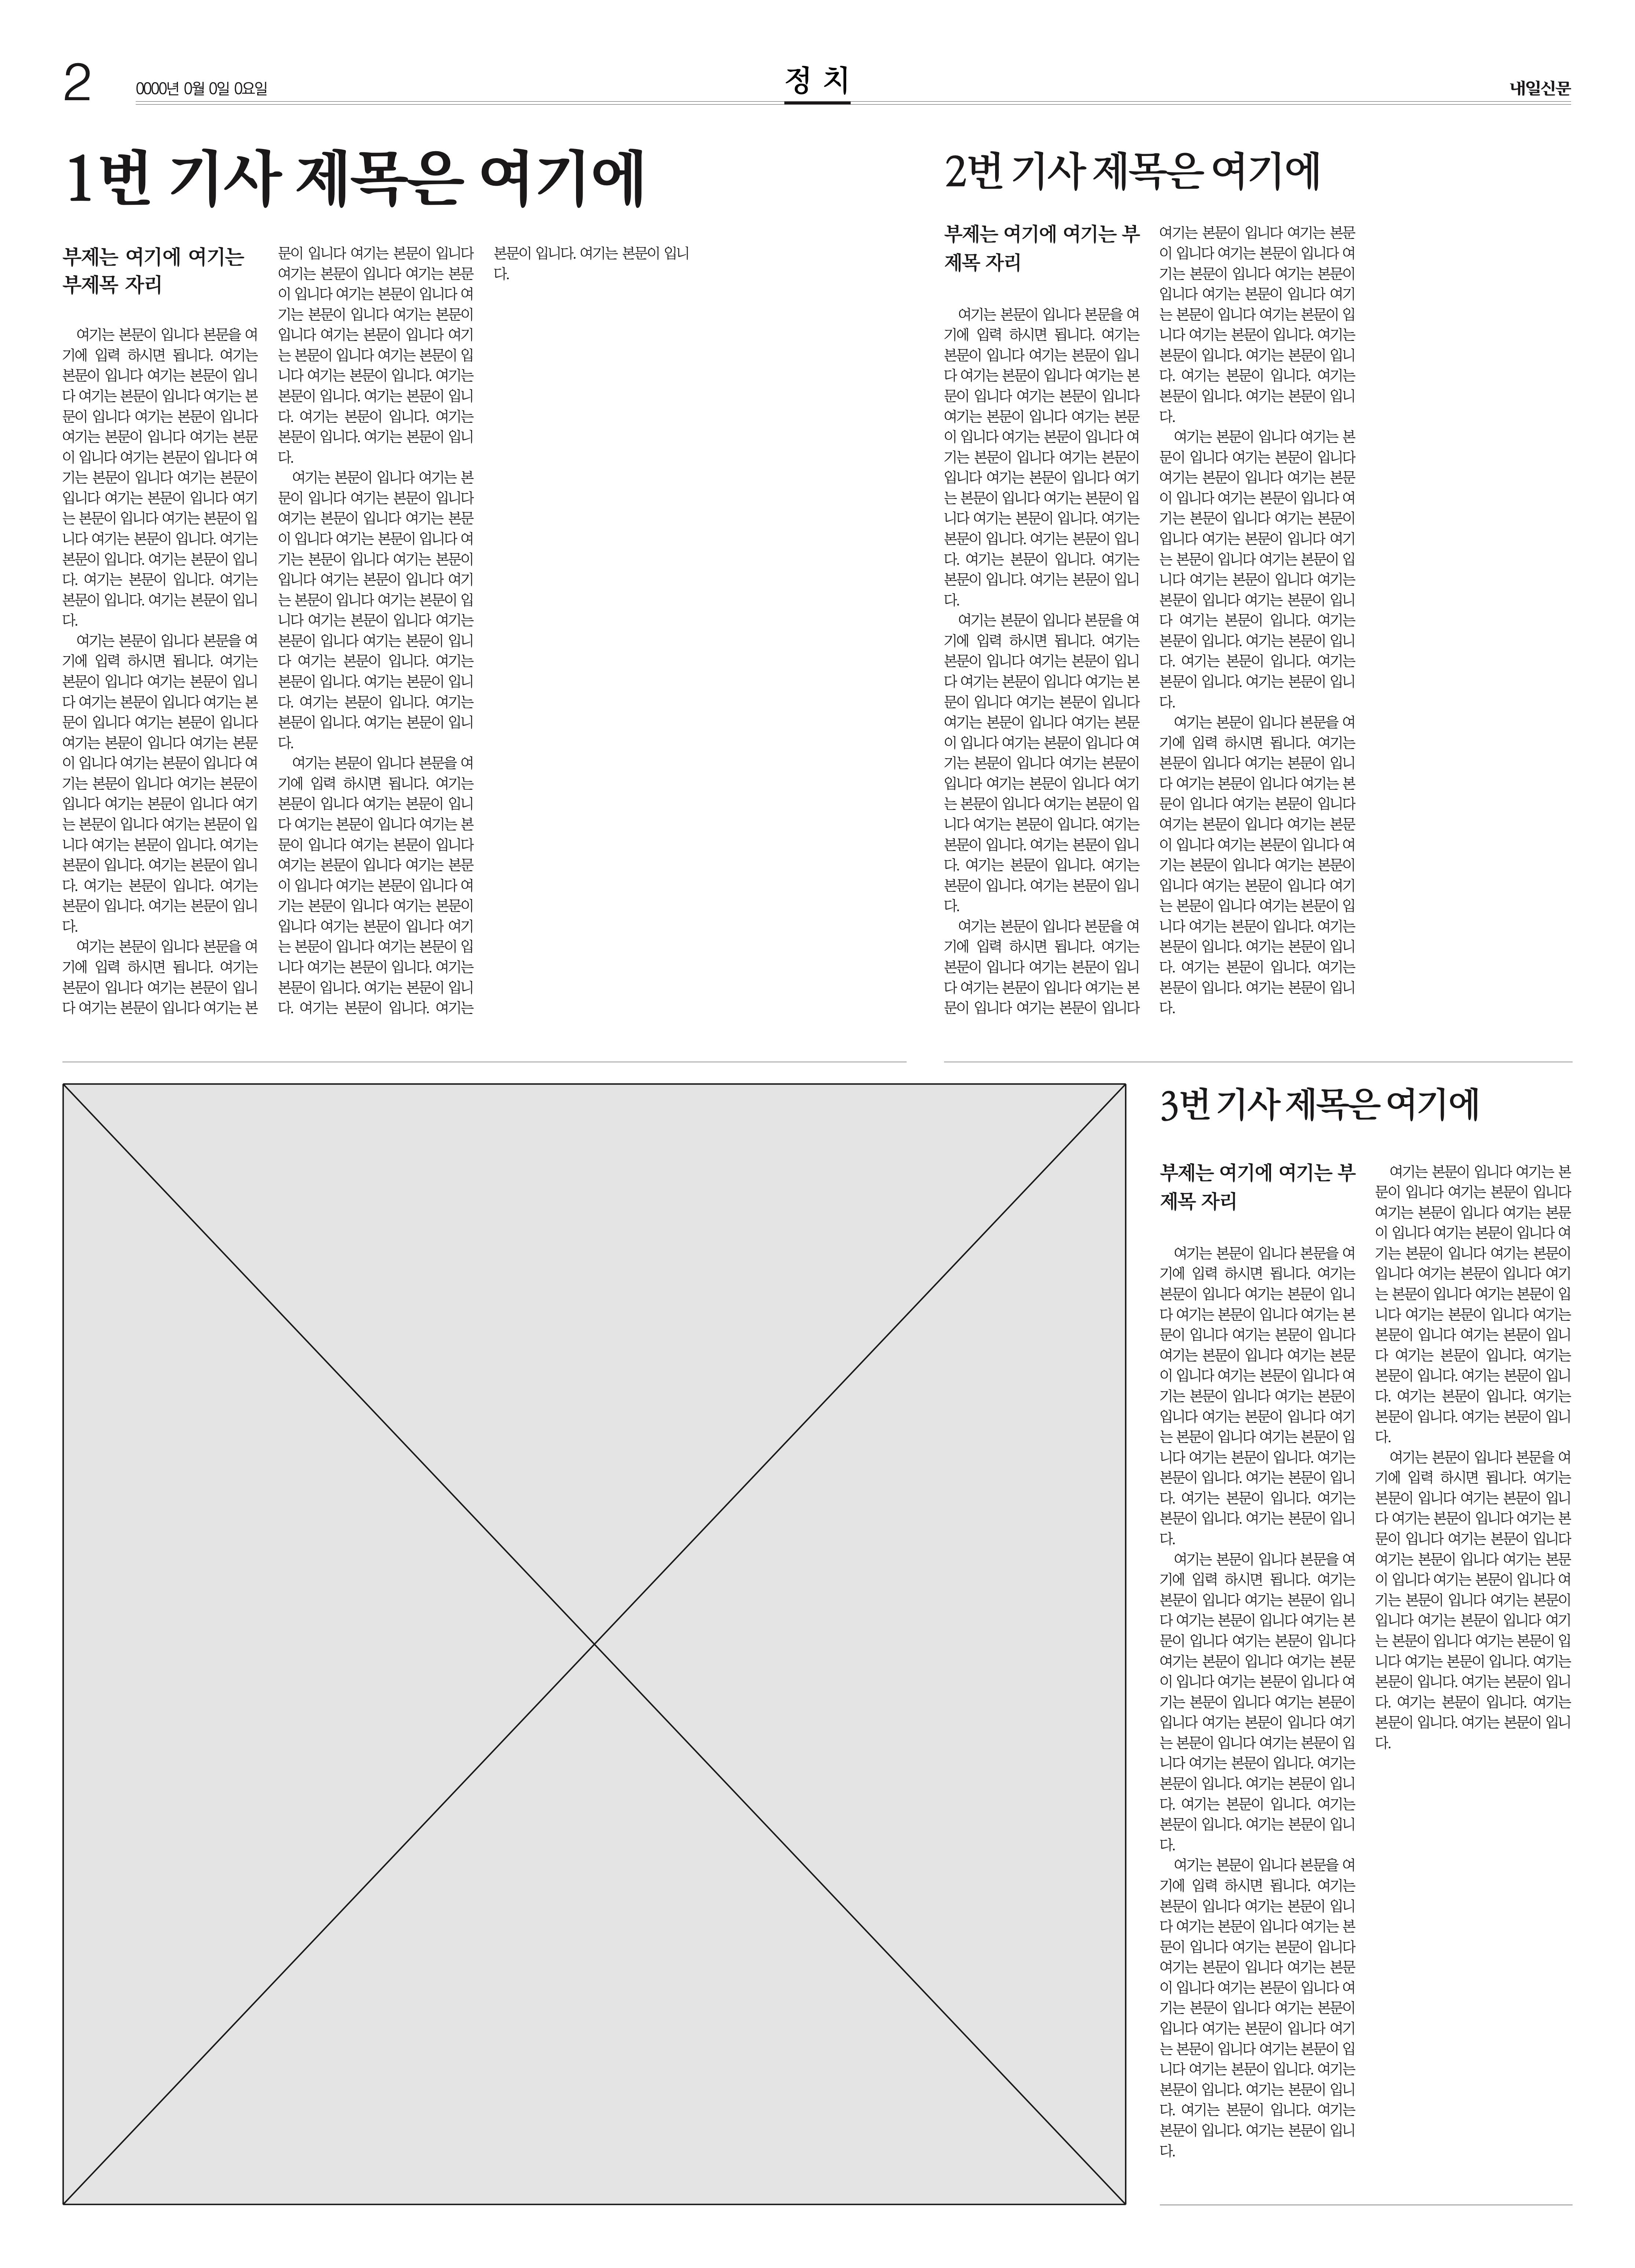 2
0000년 0월 0일 0요일
정 치
내일신문
1번 기사 제목은 여기에
부제는 여기에 여기는
부제목 자리
여기는 본문이 입니다 본문을 여
기에 입력 하시면 됩니다. 여기는
본문이 입니다 여기는 본문이 입니
다 여기는 본문이 입니다 여기는 본
문이 입니다 여기는 본문이 입니다
여기는 본문이 입니다 여기는 본문
이 입니다 여기는 본문이 입니다 여
기는 본문이 입니다 여기는 본문이
입니다 여기는 본문이 입니다 여기
는 본문이 입니다 여기는 본문이 입
니다 여기는 본문이 입니다. 여기는
본문이 입니다. 여기는 본문이 입니
다. 여기는 본문이 입니다. 여기는
본문이 입니다. 여기는 본문이 입니
다.
여기는 본문이 입니다 본문을 여
기에 입력 하시면 됩니다. 여기는
본문이 입니다 여기는 본문이 입니
다 여기는 본문이 입니다 여기는 본
문이 입니다 여기는 본문이 입니다
여기는 본문이 입니다 여기는 본문
이 입니다 여기는 본문이 입니다 여
기는 본문이 입니다 여기는 본문이
입니다 여기는 본문이 입니다 여기
는 본문이 입니다 여기는 본문이 입
니다 여기는 본문이 입니다. 여기는
본문이 입니다. 여기는 본문이 입니
다. 여기는 본문이 입니다. 여기는
본문이 입니다. 여기는 본문이 입니
다.
여기는 본문이 입니다 본문을 여
기에 입력 하시면 됩니다. 여기는
본문이 입니다 여기는 본문이 입니
다 여기는 본문이 입니다 여기는 본
문이 입니다 여기는 본문이 입니다
여기는 본문이 입니다 여기는 본문
이 입니다 여기는 본문이 입니다 여
기는 본문이 입니다 여기는 본문이
입니다 여기는 본문이 입니다 여기
는 본문이 입니다 여기는 본문이 입
니다 여기는 본문이 입니다. 여기는
본문이 입니다. 여기는 본문이 입니
다. 여기는 본문이 입니다. 여기는
본문이 입니다. 여기는 본문이 입니
다.
여기는 본문이 입니다 여기는 본
문이 입니다 여기는 본문이 입니다
여기는 본문이 입니다 여기는 본문
이 입니다 여기는 본문이 입니다 여
기는 본문이 입니다 여기는 본문이
입니다 여기는 본문이 입니다 여기
는 본문이 입니다 여기는 본문이 입
니다 여기는 본문이 입니다 여기는
본문이 입니다 여기는 본문이 입니
다 여기는 본문이 입니다. 여기는
본문이 입니다. 여기는 본문이 입니
다. 여기는 본문이 입니다. 여기는
본문이 입니다. 여기는 본문이 입니
다.
여기는 본문이 입니다 본문을 여
기에 입력 하시면 됩니다. 여기는
본문이 입니다 여기는 본문이 입니
다 여기는 본문이 입니다 여기는 본
문이 입니다 여기는 본문이 입니다
여기는 본문이 입니다 여기는 본문
이 입니다 여기는 본문이 입니다 여
기는 본문이 입니다 여기는 본문이
입니다 여기는 본문이 입니다 여기
는 본문이 입니다 여기는 본문이 입
니다 여기는 본문이 입니다. 여기는
본문이 입니다. 여기는 본문이 입니
다. 여기는 본문이 입니다. 여기는
본문이 입니다. 여기는 본문이 입니
다.
2번 기사 제목은 여기에
부제는 여기에 여기는 부
제목 자리
여기는 본문이 입니다 본문을 여
기에 입력 하시면 됩니다. 여기는
본문이 입니다 여기는 본문이 입니
다 여기는 본문이 입니다 여기는 본
문이 입니다 여기는 본문이 입니다
여기는 본문이 입니다 여기는 본문
이 입니다 여기는 본문이 입니다 여
기는 본문이 입니다 여기는 본문이
입니다 여기는 본문이 입니다 여기
는 본문이 입니다 여기는 본문이 입
니다 여기는 본문이 입니다. 여기는
본문이 입니다. 여기는 본문이 입니
다. 여기는 본문이 입니다. 여기는
본문이 입니다. 여기는 본문이 입니
다.
여기는 본문이 입니다 본문을 여
기에 입력 하시면 됩니다. 여기는
본문이 입니다 여기는 본문이 입니
다 여기는 본문이 입니다 여기는 본
문이 입니다 여기는 본문이 입니다
여기는 본문이 입니다 여기는 본문
이 입니다 여기는 본문이 입니다 여
기는 본문이 입니다 여기는 본문이
입니다 여기는 본문이 입니다 여기
는 본문이 입니다 여기는 본문이 입
니다 여기는 본문이 입니다. 여기는
본문이 입니다. 여기는 본문이 입니
다. 여기는 본문이 입니다. 여기는
본문이 입니다. 여기는 본문이 입니
다.
여기는 본문이 입니다 본문을 여
기에 입력 하시면 됩니다. 여기는
본문이 입니다 여기는 본문이 입니
다 여기는 본문이 입니다 여기는 본
문이 입니다 여기는 본문이 입니다
여기는 본문이 입니다 여기는 본문
이 입니다 여기는 본문이 입니다 여
기는 본문이 입니다 여기는 본문이
입니다 여기는 본문이 입니다 여기
는 본문이 입니다 여기는 본문이 입
니다 여기는 본문이 입니다. 여기는
본문이 입니다. 여기는 본문이 입니
다. 여기는 본문이 입니다. 여기는
본문이 입니다. 여기는 본문이 입니
다.
여기는 본문이 입니다 여기는 본
문이 입니다 여기는 본문이 입니다
여기는 본문이 입니다 여기는 본문
이 입니다 여기는 본문이 입니다 여
기는 본문이 입니다 여기는 본문이
입니다 여기는 본문이 입니다 여기
는 본문이 입니다 여기는 본문이 입
니다 여기는 본문이 입니다 여기는
본문이 입니다 여기는 본문이 입니
다 여기는 본문이 입니다. 여기는
본문이 입니다. 여기는 본문이 입니
다. 여기는 본문이 입니다. 여기는
본문이 입니다. 여기는 본문이 입니
다.
여기는 본문이 입니다 본문을 여
기에 입력 하시면 됩니다. 여기는
본문이 입니다 여기는 본문이 입니
다 여기는 본문이 입니다 여기는 본
문이 입니다 여기는 본문이 입니다
여기는 본문이 입니다 여기는 본문
이 입니다 여기는 본문이 입니다 여
기는 본문이 입니다 여기는 본문이
입니다 여기는 본문이 입니다 여기
는 본문이 입니다 여기는 본문이 입
니다 여기는 본문이 입니다. 여기는
본문이 입니다. 여기는 본문이 입니
다. 여기는 본문이 입니다. 여기는
본문이 입니다. 여기는 본문이 입니
다.
3번 기사 제목은 여기에
부제는 여기에 여기는 부
제목 자리
여기는 본문이 입니다 본문을 여
기에 입력 하시면 됩니다. 여기는
본문이 입니다 여기는 본문이 입니
다 여기는 본문이 입니다 여기는 본
문이 입니다 여기는 본문이 입니다
여기는 본문이 입니다 여기는 본문
이 입니다 여기는 본문이 입니다 여
기는 본문이 입니다 여기는 본문이
입니다 여기는 본문이 입니다 여기
는 본문이 입니다 여기는 본문이 입
니다 여기는 본문이 입니다. 여기는
본문이 입니다. 여기는 본문이 입니
다. 여기는 본문이 입니다. 여기는
본문이 입니다. 여기는 본문이 입니
다.
여기는 본문이 입니다 본문을 여
기에 입력 하시면 됩니다. 여기는
본문이 입니다 여기는 본문이 입니
다 여기는 본문이 입니다 여기는 본
문이 입니다 여기는 본문이 입니다
여기는 본문이 입니다 여기는 본문
이 입니다 여기는 본문이 입니다 여
기는 본문이 입니다 여기는 본문이
입니다 여기는 본문이 입니다 여기
는 본문이 입니다 여기는 본문이 입
니다 여기는 본문이 입니다. 여기는
본문이 입니다. 여기는 본문이 입니
다. 여기는 본문이 입니다. 여기는
본문이 입니다. 여기는 본문이 입니
다.
여기는 본문이 입니다 본문을 여
기에 입력 하시면 됩니다. 여기는
본문이 입니다 여기는 본문이 입니
다 여기는 본문이 입니다 여기는 본
문이 입니다 여기는 본문이 입니다
여기는 본문이 입니다 여기는 본문
이 입니다 여기는 본문이 입니다 여
기는 본문이 입니다 여기는 본문이
입니다 여기는 본문이 입니다 여기
는 본문이 입니다 여기는 본문이 입
니다 여기는 본문이 입니다. 여기는
본문이 입니다. 여기는 본문이 입니
다. 여기는 본문이 입니다. 여기는
본문이 입니다. 여기는 본문이 입니
다.
여기는 본문이 입니다 여기는 본
문이 입니다 여기는 본문이 입니다
여기는 본문이 입니다 여기는 본문
이 입니다 여기는 본문이 입니다 여
기는 본문이 입니다 여기는 본문이
입니다 여기는 본문이 입니다 여기
는 본문이 입니다 여기는 본문이 입
니다 여기는 본문이 입니다 여기는
본문이 입니다 여기는 본문이 입니
다 여기는 본문이 입니다. 여기는
본문이 입니다. 여기는 본문이 입니
다. 여기는 본문이 입니다. 여기는
본문이 입니다. 여기는 본문이 입니
다.
여기는 본문이 입니다 본문을 여
기에 입력 하시면 됩니다. 여기는
본문이 입니다 여기는 본문이 입니
다 여기는 본문이 입니다 여기는 본
문이 입니다 여기는 본문이 입니다
여기는 본문이 입니다 여기는 본문
이 입니다 여기는 본문이 입니다 여
기는 본문이 입니다 여기는 본문이
입니다 여기는 본문이 입니다 여기
는 본문이 입니다 여기는 본문이 입
니다 여기는 본문이 입니다. 여기는
본문이 입니다. 여기는 본문이 입니
다. 여기는 본문이 입니다. 여기는
본문이 입니다. 여기는 본문이 입니
다.